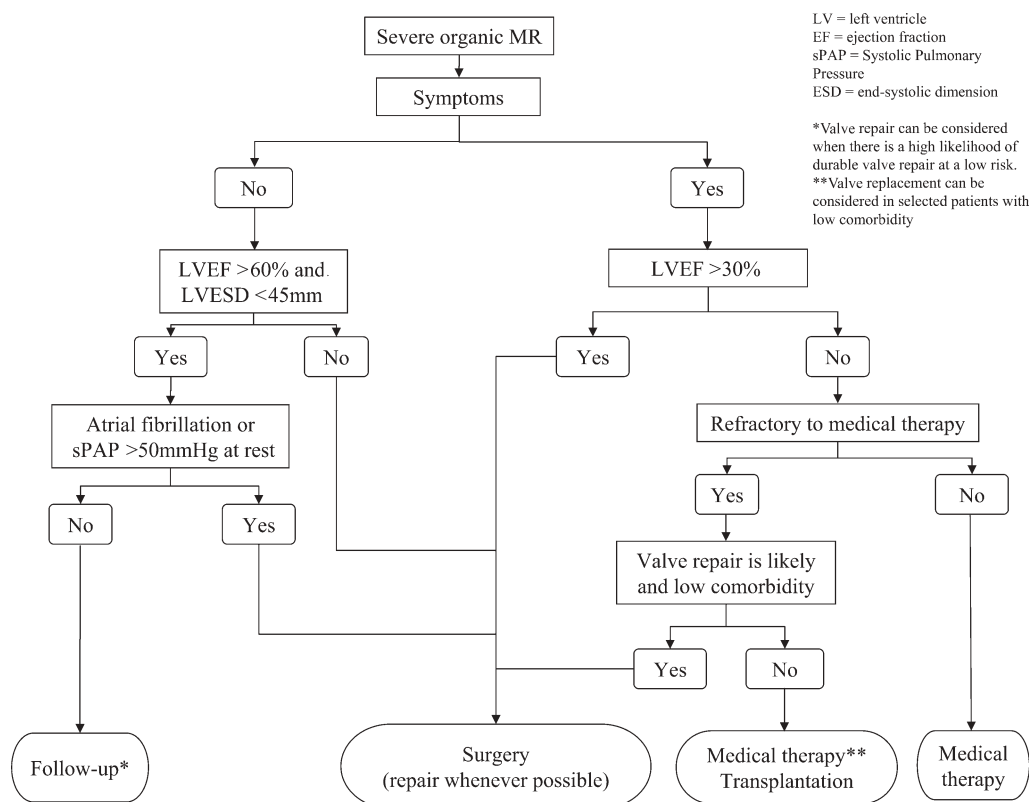 Severe organic MR
Symptoms
LV = left ventricle
EF = ejection fraction
sPAP = Systolic Pulmonary
Pressure
ESD = end-systolic dimension
*Valve repair can be considered
when there is a high likelihood of
durable valve repair at a low risk.
**Valve replacement can be
considered in selected patients with
low comorbidity
No
Yes
LVEF >60% and.
LVESD <45mm
LVEF >30%
Yes
No
Yes
No
Atrial fibrillation or
sPAP >50mmHg at rest
Refractory to medical therapy
No
Yes
Yes
No
Valve repair is likely
and low comorbidity
Yes
No
Follow-up*
Surgery
(repair whenever possible)
Medical therapy**
Transplantation
Medical
therapy